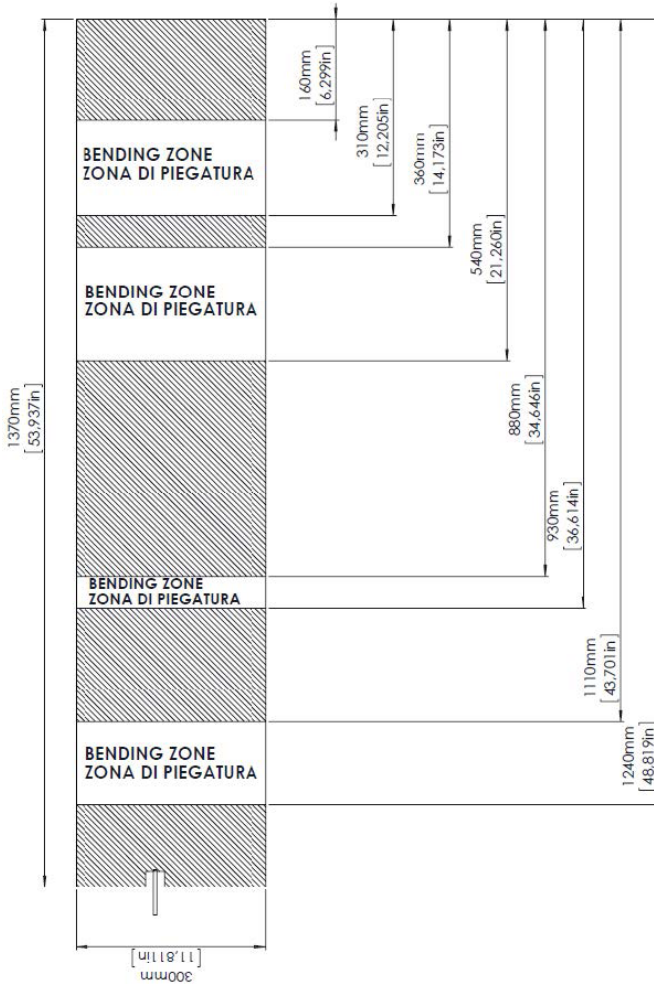 160mm
[6,299in]
310mm
[12,205in]
360mm
[14,173in]
540mm
[21,260in]
880mm
[34,646in]
930mm
[36,614in]
1110mm
[43,701in]
1240mm
[48,819in]
1370mm
[53,937in]
BENDING ZONE
ZONA DI PIEGATURA
BENDING ZONE
ZONA DI PIEGATURA
BENDING ZONE
ZONA DI PIEGATURA
BENDING ZONE
ZONA DI PIEGATURA
300mm
[11,811in]